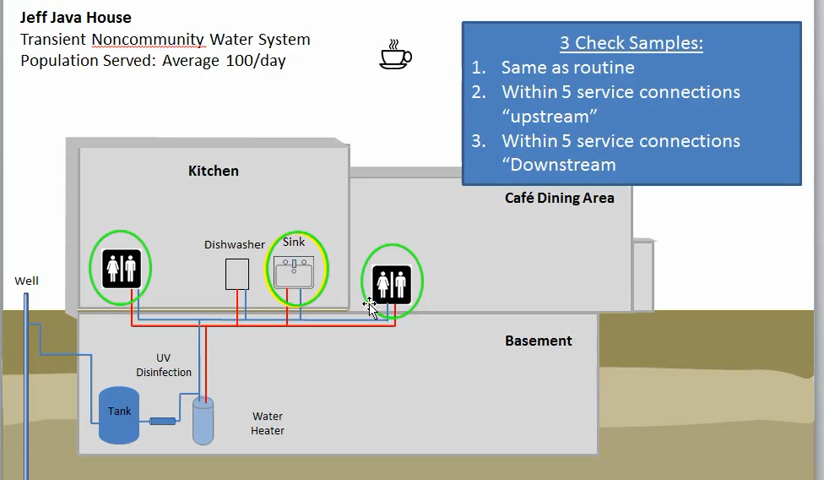 Jeff Java House
Transient Noncommunity Water System
Population Served: Average 100/day
3 Check Samples:
1. Same as routine
2. Within 5 service connections
“upstream”
3. Within 5 service connections
“Downstream
Kitchen
Café Dining Area
Dishwasher
Sink
Well
Basement
UV
Disinfection
Tank
Water
Heater